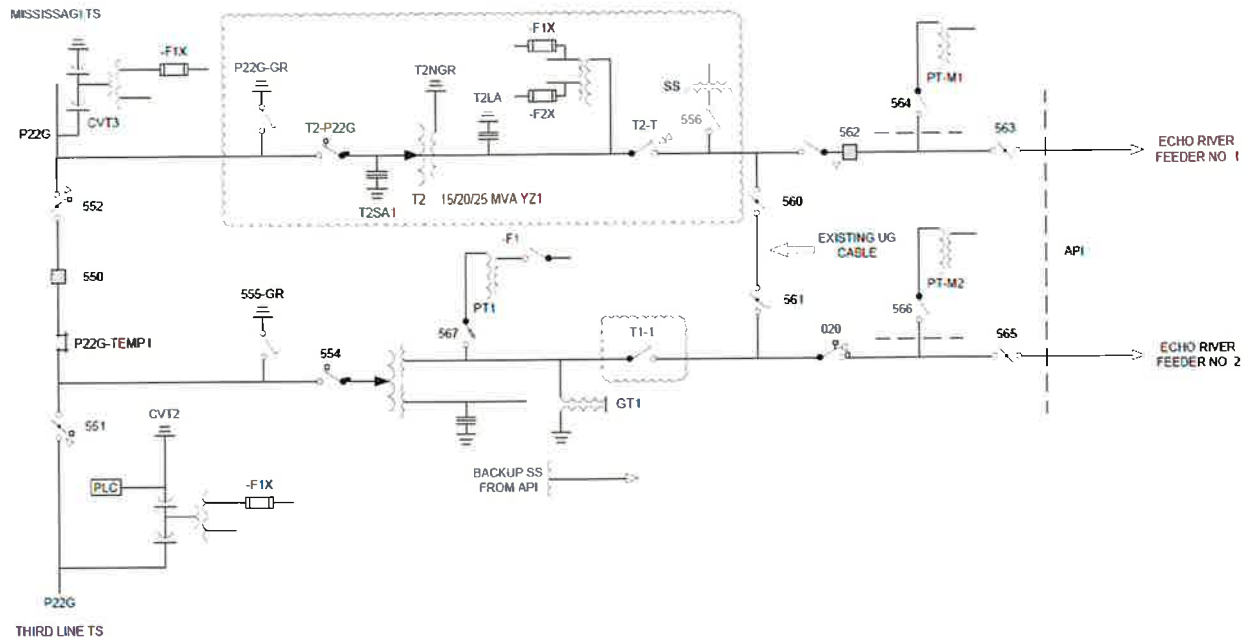 MISSISSAGI TS
-F1X
P22G
CVT3
P22G-GR
T2NGR
T2LA
-F1X
-F2X
T2-P22G
T2SA1
T2 15/20/25 MVA YZ1
T2-T
SS
556
PT-M1
564
562
563
ECHO RIVER
FEEDER NO 1
552
550
P22G-TEMP1
555-GR
554
551
PT1
-F1
567
T1-1
GT1
560
EXISTING UG
CABLE
561
020
PT-M2
566
565
API
ECHO RIVER
FEEDER NO 2
CVT2
PLC
-F1X
BACKUP SS
FROM API
P22G
THIRD LINE TS